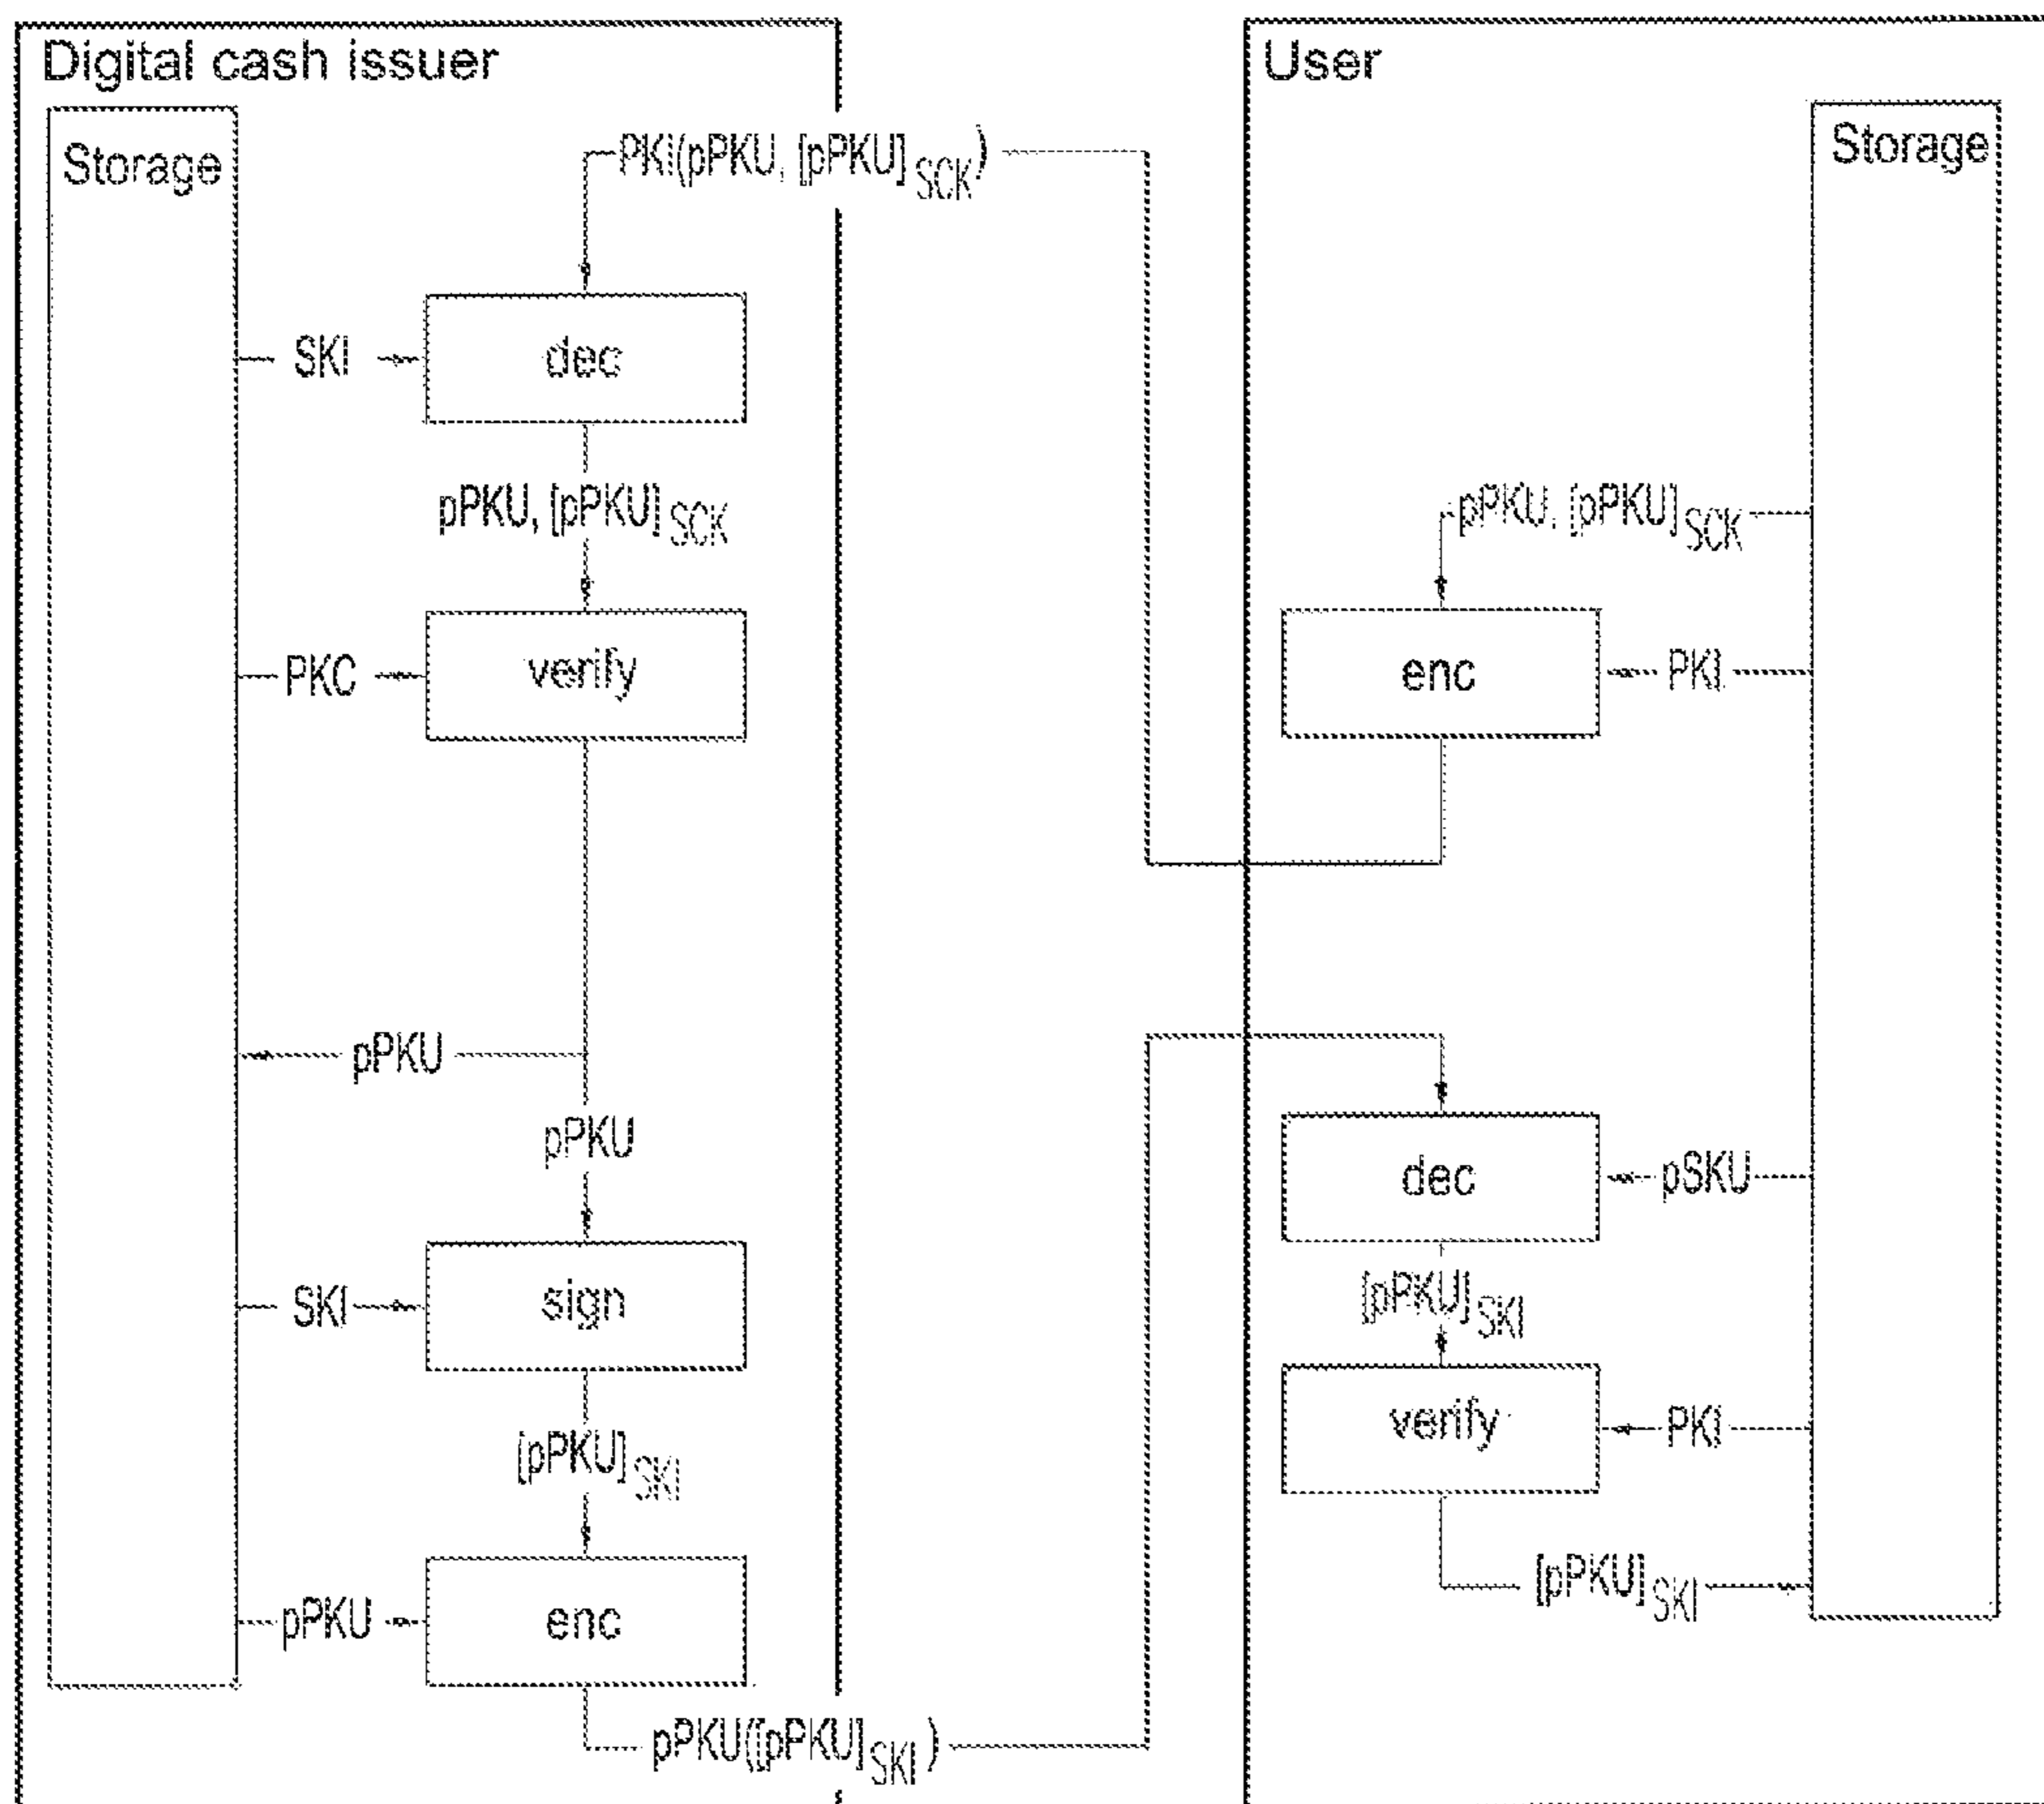 Digital cash issuer
Storage
PKI(pPKU, [pPKU]SCK)
SKI
dec
pPKU, [pPKU]SCK
PKC
verify
pPKU
pPKU
SKI
sign
[pPKU]SKI
pPKU
enc
pPKU([pPKU]SKI)
User
Storage
pPKU, [pPKU]SCK
enc
PKI
dec
pSKU
[pPKU]SKI
verify
PKI
[pPKU]SKI